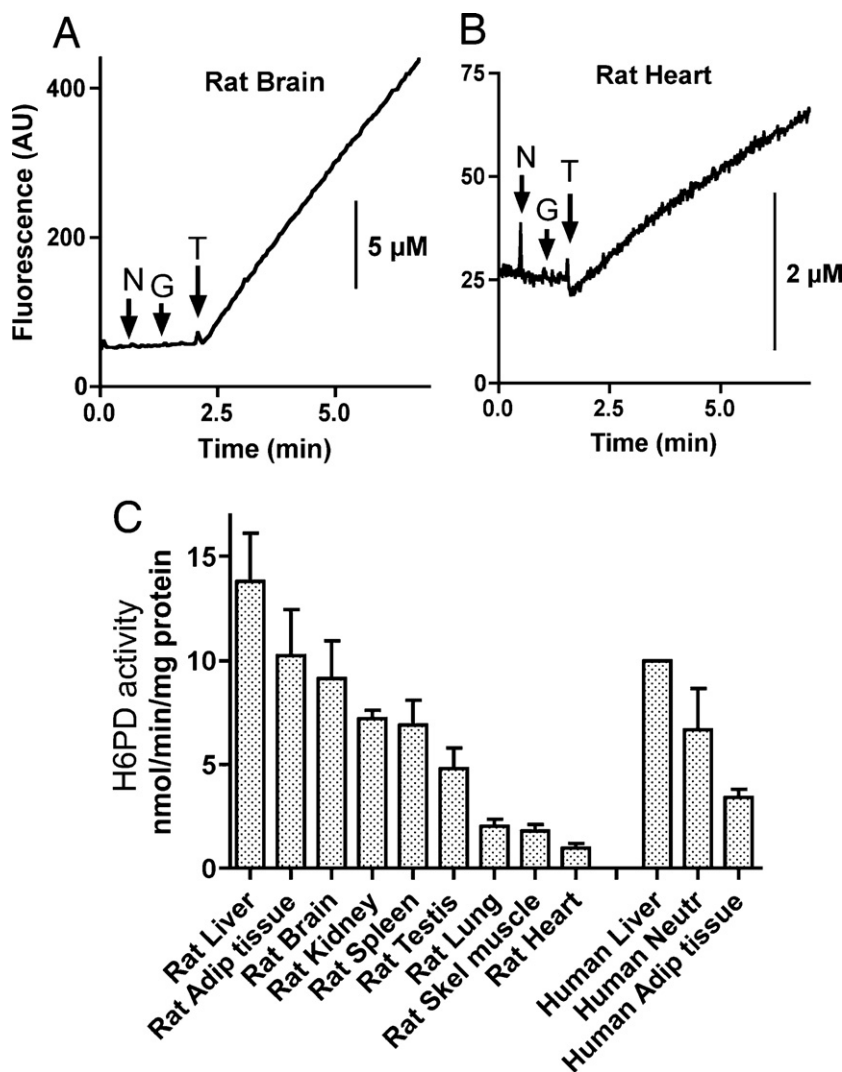 A
Rat Brain
Fluorescence (AU)
400
200
0
N
G
T
5 µM
0.0
2.5
5.0
Time (min)
B
Rat Heart
75
50
25
0
N
G
T
2 µM
0.0
2.5
5.0
Time (min)
C
H6PD activity
nmol/min/mg protein
15
10
5
0
Rat Liver
Rat Adip tissue
Rat Brain
Rat Kidney
Rat Spleen
Rat Testis
Rat Lung
Rat Skel muscle
Rat Heart
Human Liver
Human Neutr
Human Adip tissue